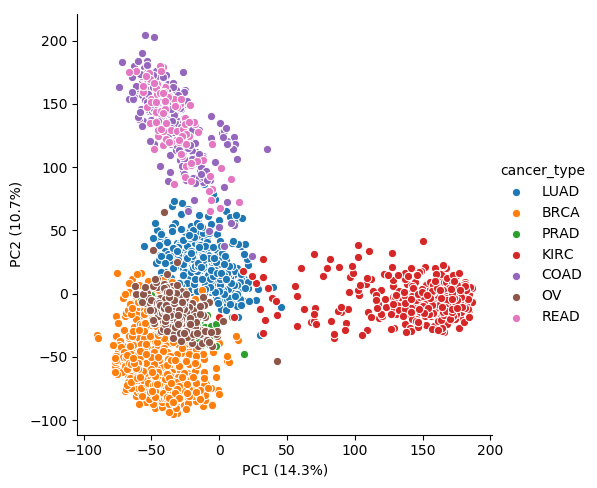 200
150
100
50
0
−50
−100
PC2 (10.7%)
−100 −50 0 50 100 150 200
PC1 (14.3%)
cancer_type
LUAD
BRCA
PRAD
KIRC
COAD
OV
READ